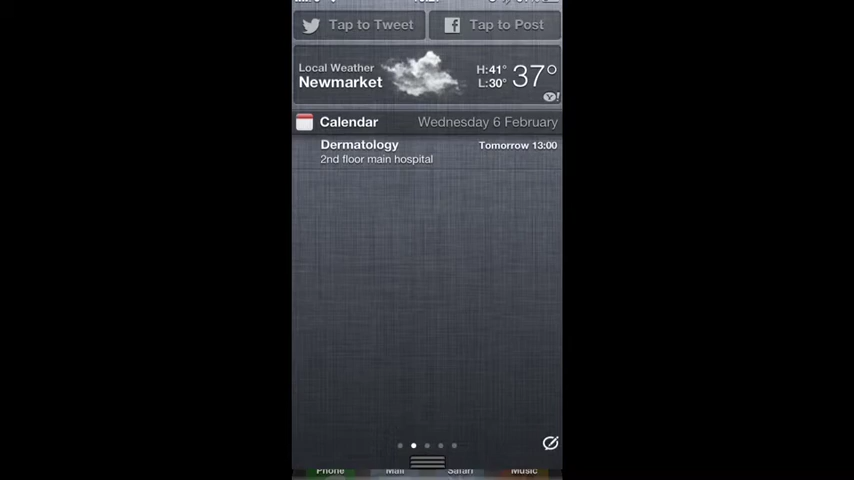 Tap to Tweet
Tap to Post
Local Weather
Newmarket
H:41°
L:30°
37°
Y!
Calendar
Wednesday 6 February
Dermatology
Tomorrow 13:00
2nd floor main hospital
Phone
Mail
Safari
Music